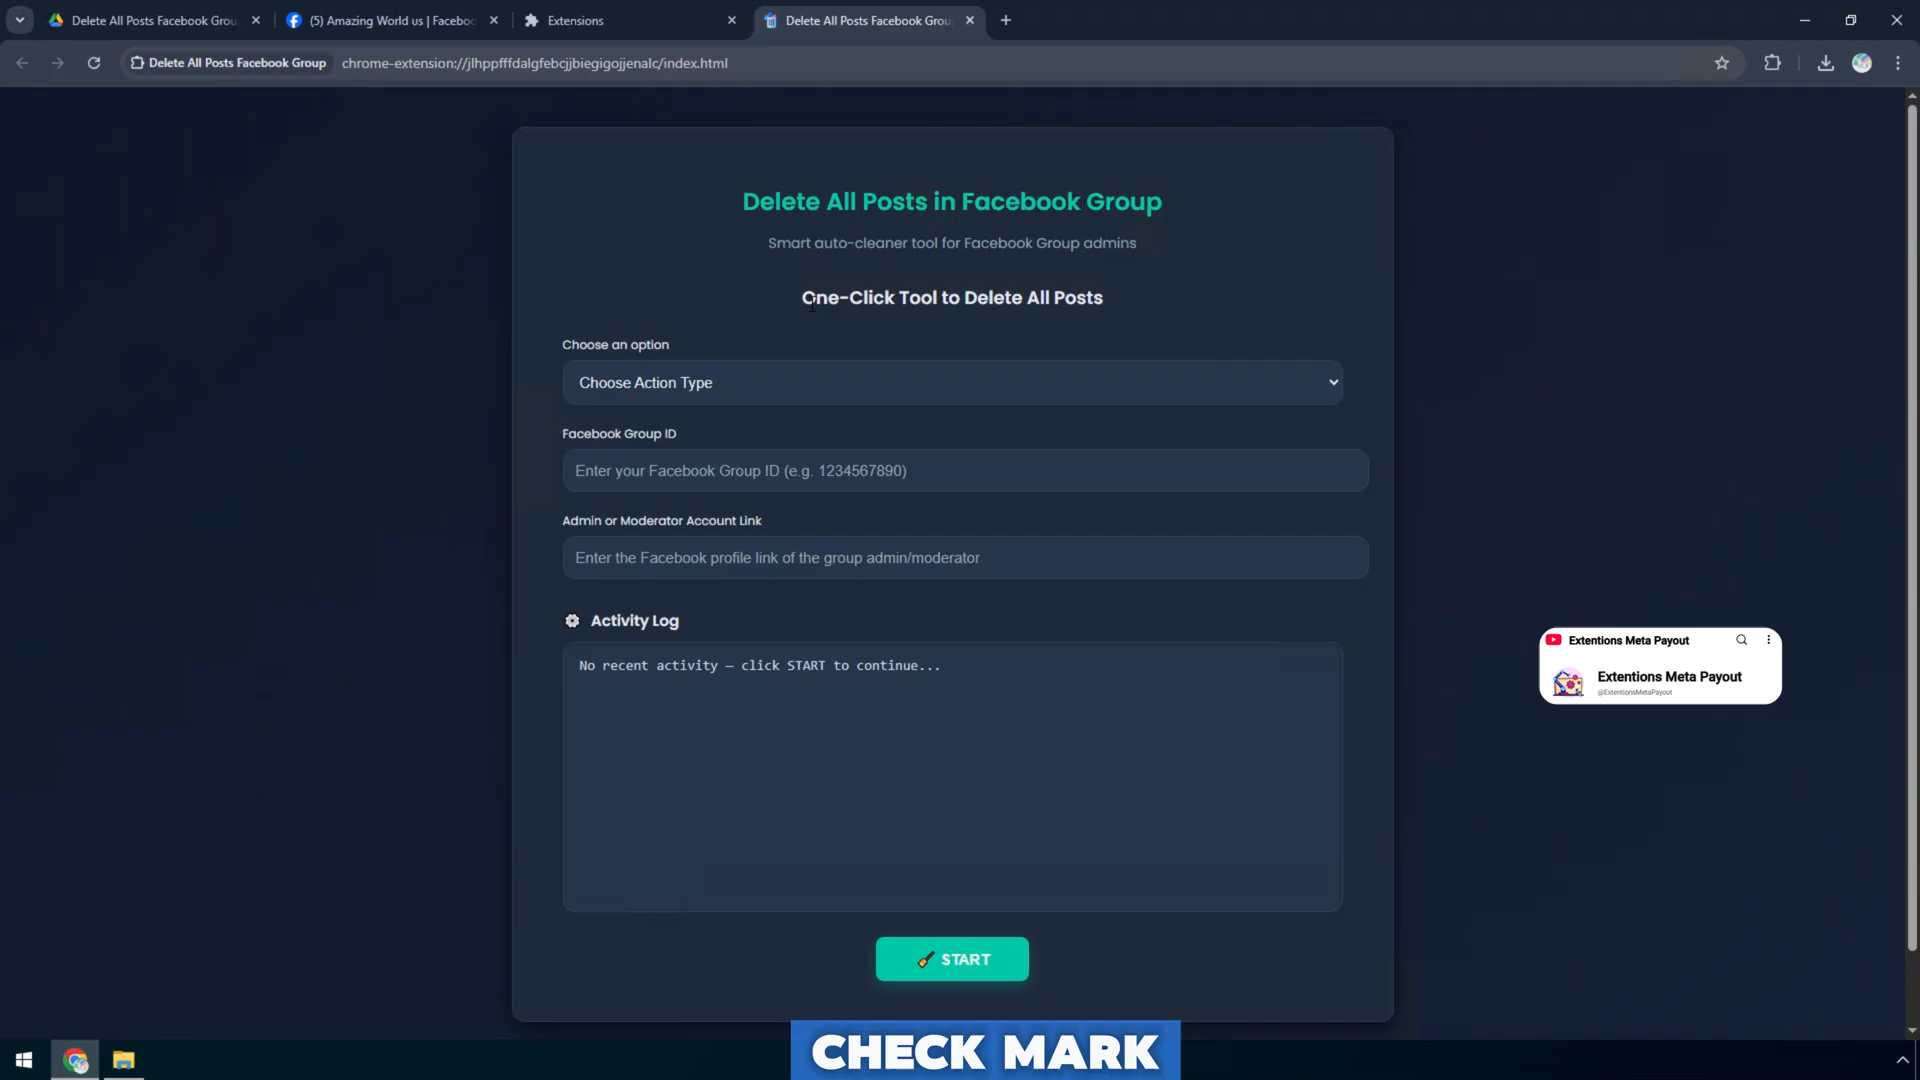 Delete All Posts Facebook Grou
(5) Amazing World us | Faceboo
Extensions
Delete All Posts Facebook Grou
Delete All Posts Facebook Group
chrome-extension://jlhppfffdalgfebcjjbiegigojjenalc/index.html
Delete All Posts in Facebook Group
Smart auto-cleaner tool for Facebook Group admins
One-Click Tool to Delete All Posts
Choose an option
Choose Action Type
Facebook Group ID
Enter your Facebook Group ID (e.g. 1234567890)
Admin or Moderator Account Link
Enter the Facebook profile link of the group admin/moderator
Activity Log
No recent activity – click START to continue...
Extentions Meta Payout
Extentions Meta Payout
@ExtentionsMetaPayout
START
CHECK MARK